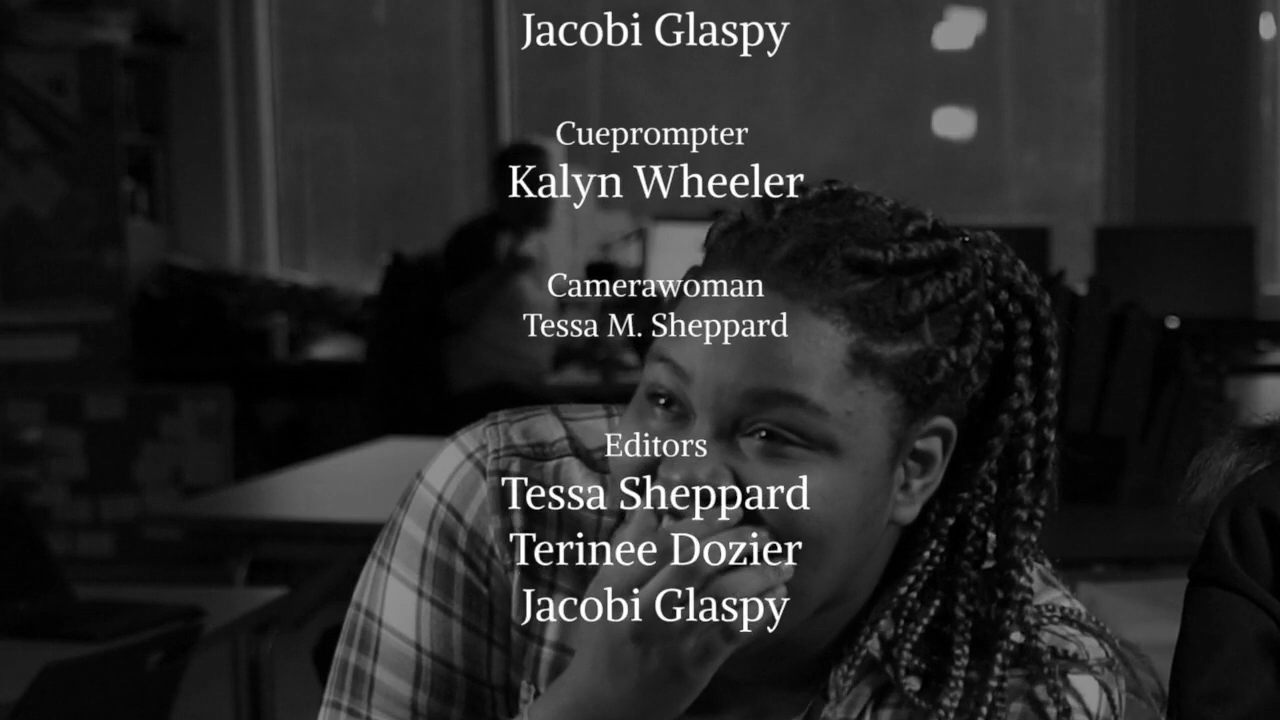 Jacobi Glaspy
Cueprompter
Kalyn Wheeler
Camerawoman
Tessa M. Sheppard
Editors
Tessa Sheppard
Terinee Dozier
Jacobi Glaspy